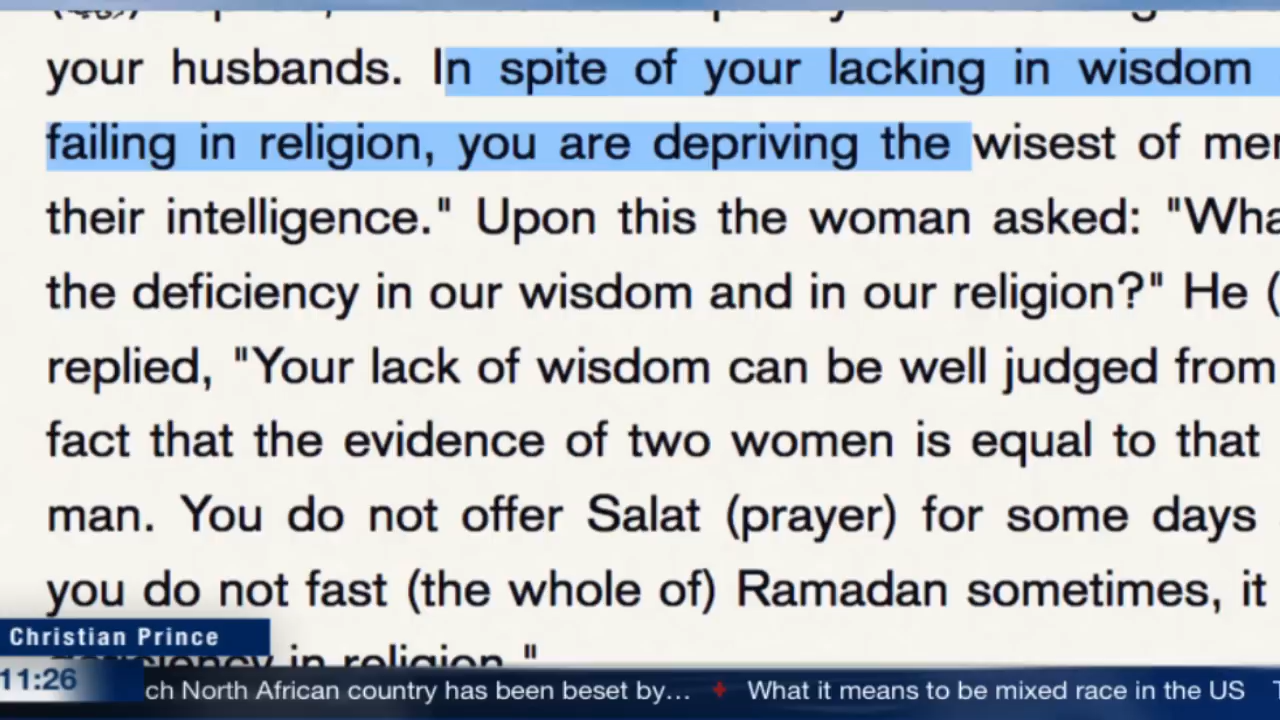 your husbands. In spite of your lacking in wisdom
failing in religion, you are depriving the wisest of
their intelligence." Upon this the woman asked:
the deficiency in our wisdom and in our religion?" He (
replied, "Your lack of wisdom can be well judged from
fact that the evidence of two women is equal to that
man. You do not offer Salat (prayer) for some days
you do not fast (the whole of) Ramadan sometimes, it
deficiency in religion."
Christian Prince
11:26
North African country has been beset by... What it means to be mixed race in the US